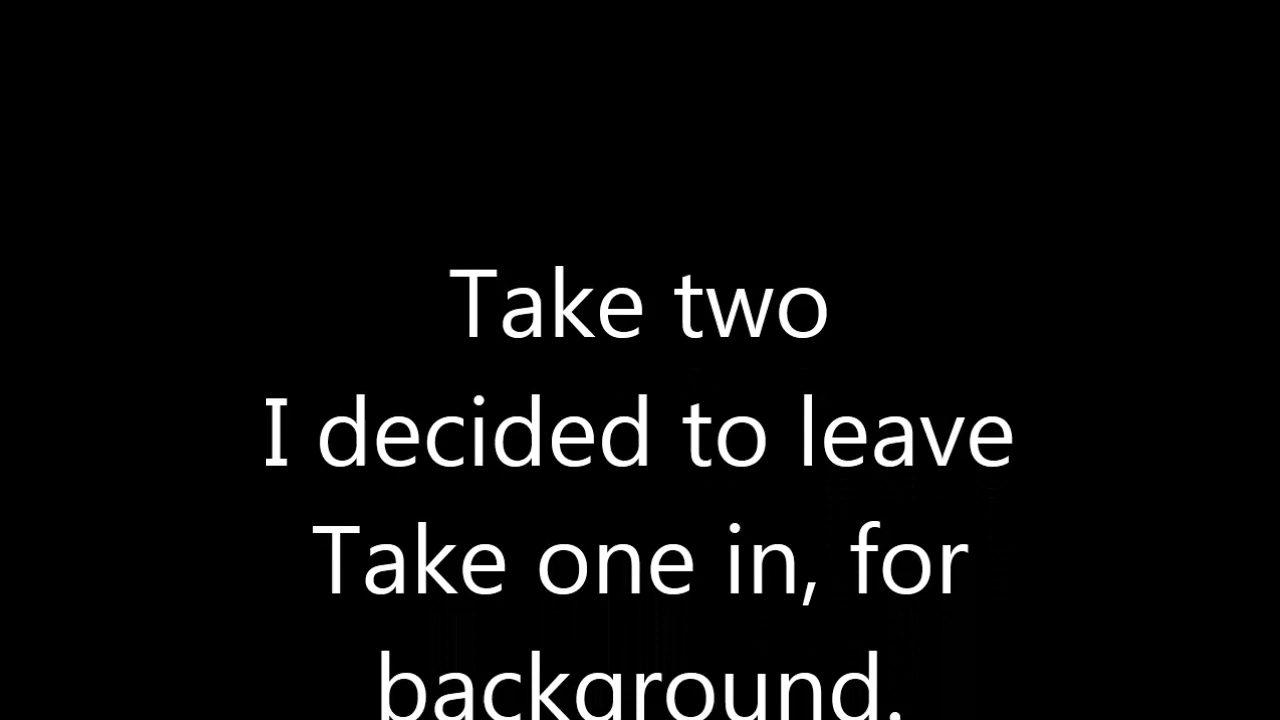 Take two
I decided to leave
Take one in, for
background.